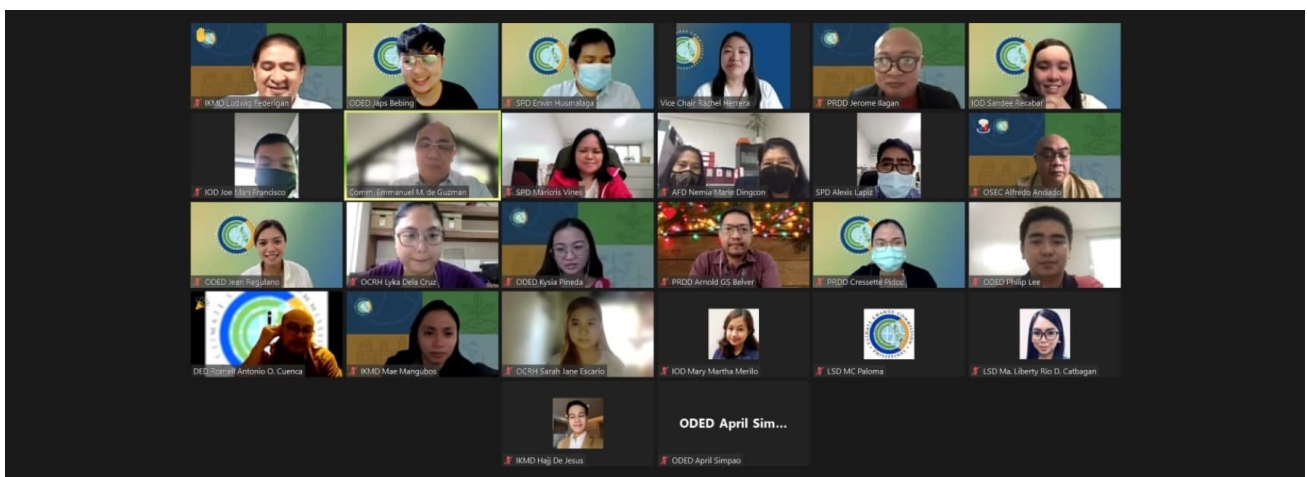 IKMD Ludwig Federigan
ODED Japs Bebing
SPD Erwin Husmalaga
Vice Chair Rachel Herrera
PRDD Jerome Ilagan
IOD Sandee Recabar
IOD Joe Mari Francisco
Comm. Emmanuel M. de Guzman
SPD Maricris Vines
AFD Nemia Marie Dingcon
SPD Alexis Lapiz
OSEC Alfredo Andado
ODED Jean Regulano
OCRH Lyka Dela Cruz
ODED Kysia Pineda
PRDD Arnold GS Belver
PRDD Cressette Pidoc
ODED Philip Lee
DED Romell Antonio O. Cuenca
IKMD Mae Mangubos
OCRH Sarah Jane Escario
IOD Mary Martha Merilo
LSD MC Paloma
LSD Ma. Liberty Rio D. Catbagan
ODED April Sim...
IKMD Hajj De Jesus
ODED April Simpao